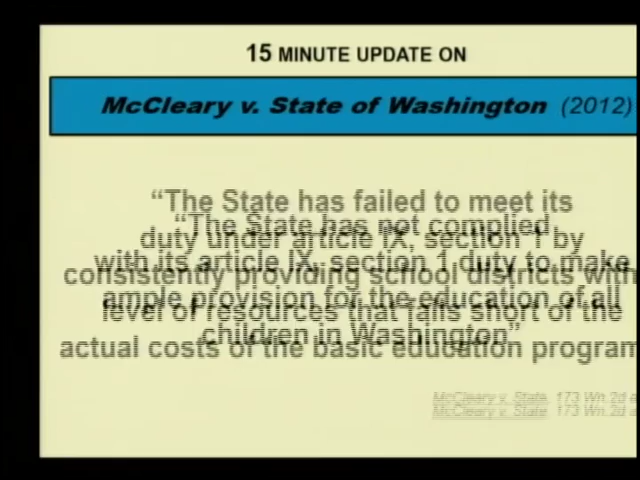 15 MINUTE UPDATE ON
McCleary v. State of Washington (2012)
“The State has failed to meet its
“The State has not complied
duty under article IX, section 1 by
with its article IX, section 1 duty to make
consistently providing school districts with
ample provision for the education of all
level of resources that falls short of the
children in Washington”
actual costs of the basic education program
McCleary v. State, 173 Wn.2d
McCleary v. State, 173 Wn.2d